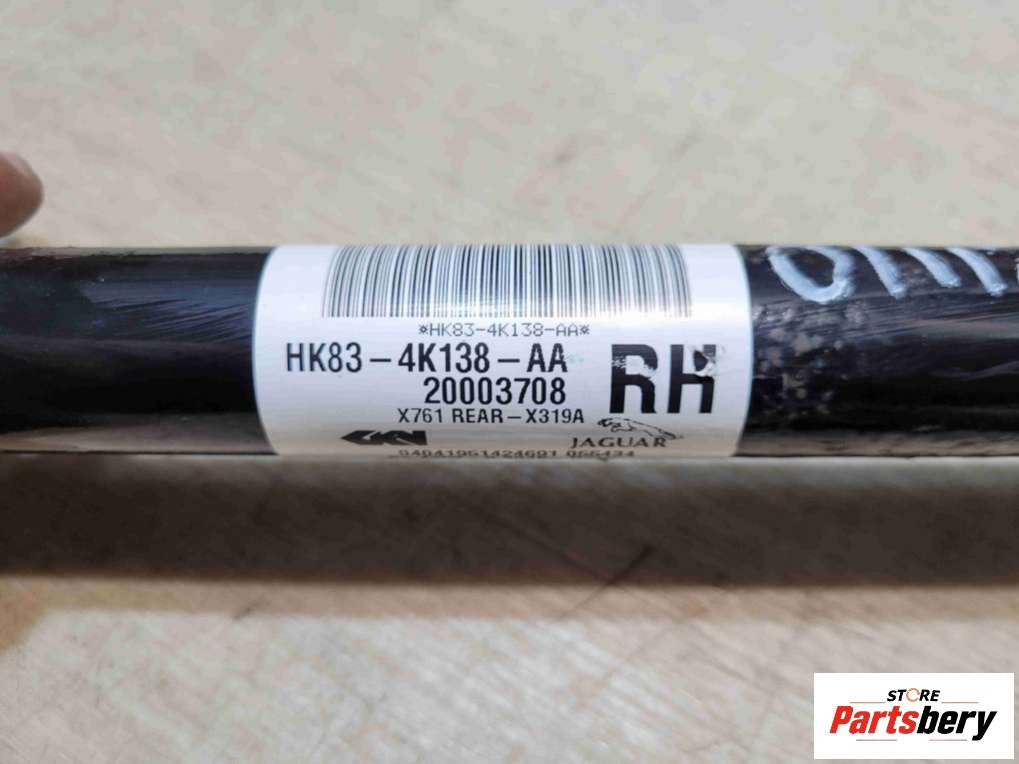 *HK83-4K138-AA*
HK83-4K138-AA
RH
20003708
X761 REAR-X319A
GKN
JAGUAR
STORE
Partsbery